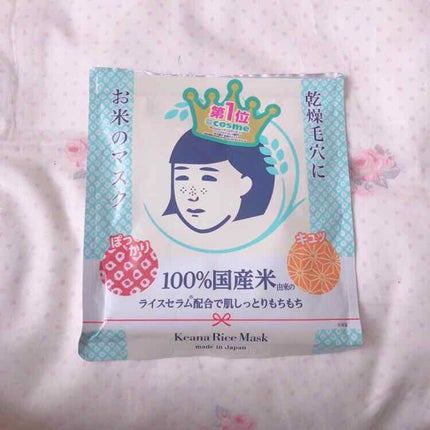 乾燥毛穴に
お米のマスク
第1位
@cosme
ぽっかり
キュッ
100%国産米由来の
ライスセラム®配合で肌しっとりもちもち
Keana Rice Mask
made in Japan